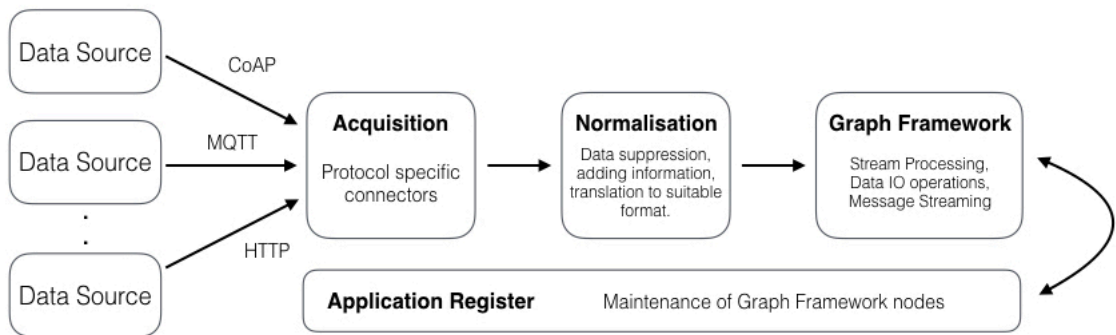 Data Source
CoAP
Data Source
MQTT
.
.
Data Source
HTTP
Acquisition
Protocol specific
connectors
Normalisation
Data suppression,
adding information,
translation to suitable
format.
Graph Framework
Stream Processing,
Data IO operations,
Message Streaming
Application Register Maintenance of Graph Framework nodes